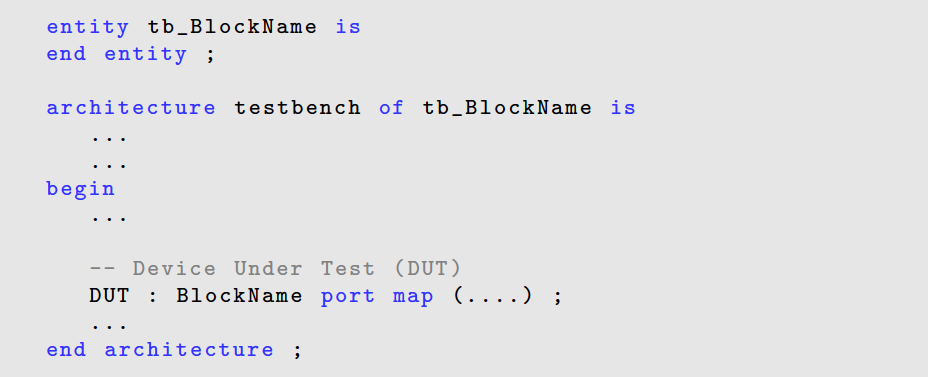 entity tb_BlockName is
end entity ;
architecture testbench of tb_BlockName is
...
...
begin
...
-- Device Under Test (DUT)
DUT : BlockName port map (....) ;
...
end architecture ;